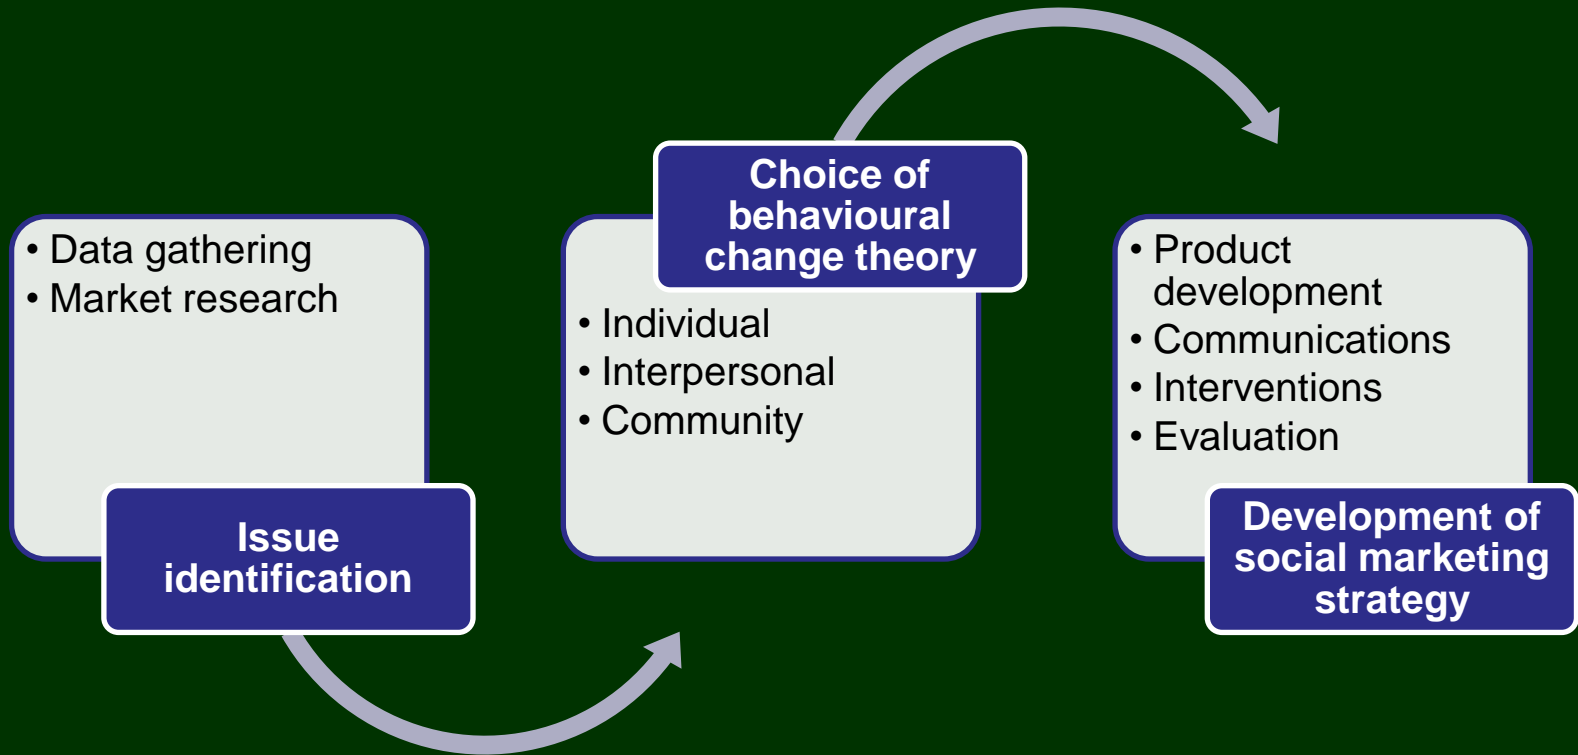 • Data gathering
• Market research
Issue
identification
Choice of
behavioural
change theory
• Individual
• Interpersonal
• Community
• Product
development
• Communications
• Interventions
• Evaluation
Development of
social marketing
strategy